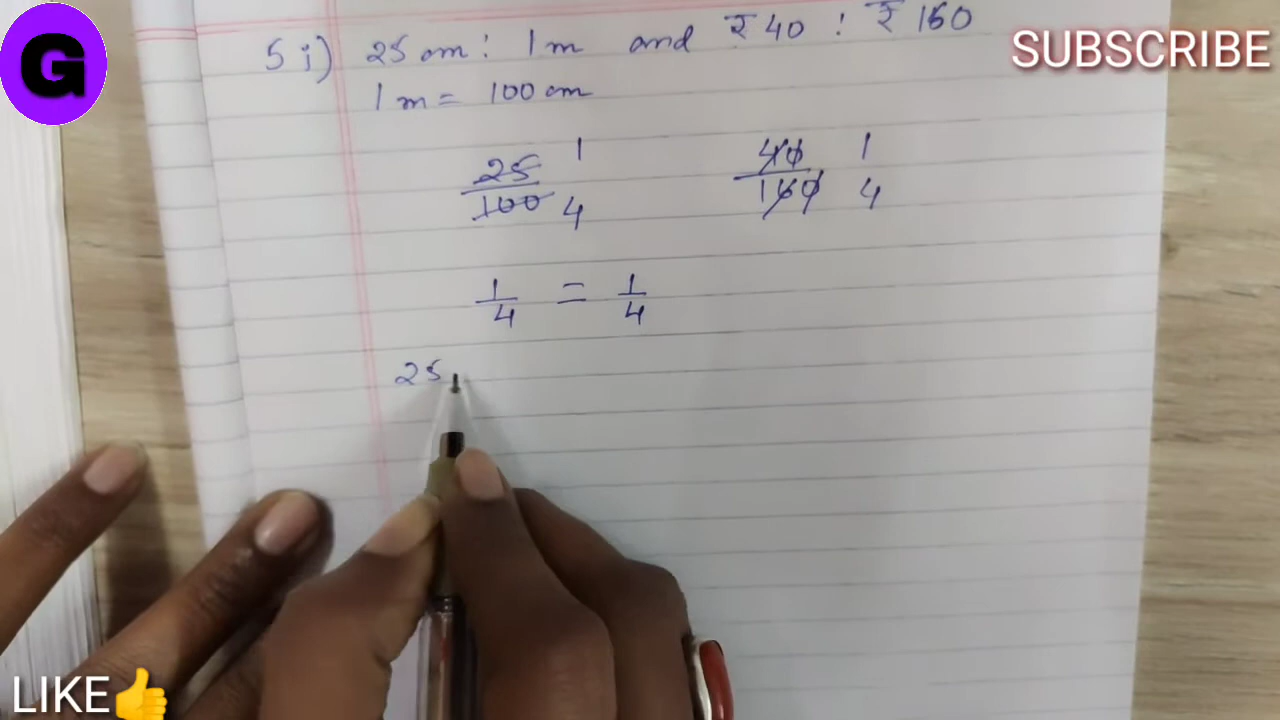 G
5 i) 25 cm : 1 m and ₹ 40 : ₹ 160
SUBSCRIBE
1 m = 100 cm
25/100 1/4 40/160 1/4
1/4 = 1/4
25
LIKE👍